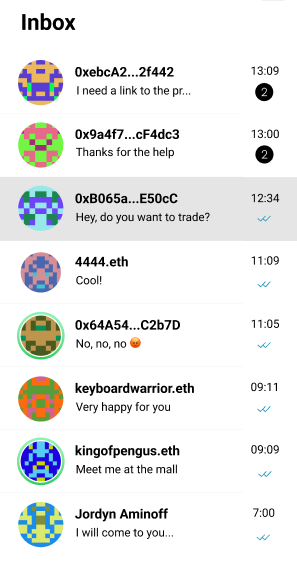 Inbox
0xebcA2...2f442 13:09
I need a link to the pr... 2
0x9a4f7...cF4dc3 13:00
Thanks for the help 2
0xB065a...E50cC 12:34
Hey, do you want to trade?
4444.eth 11:09
Cool!
0x64A54...C2b7D 11:05
No, no, no 😡
keyboardwarrior.eth 09:11
Very happy for you
kingofpengus.eth 09:09
Meet me at the mall
Jordyn Aminoff 7:00
I will come to you...